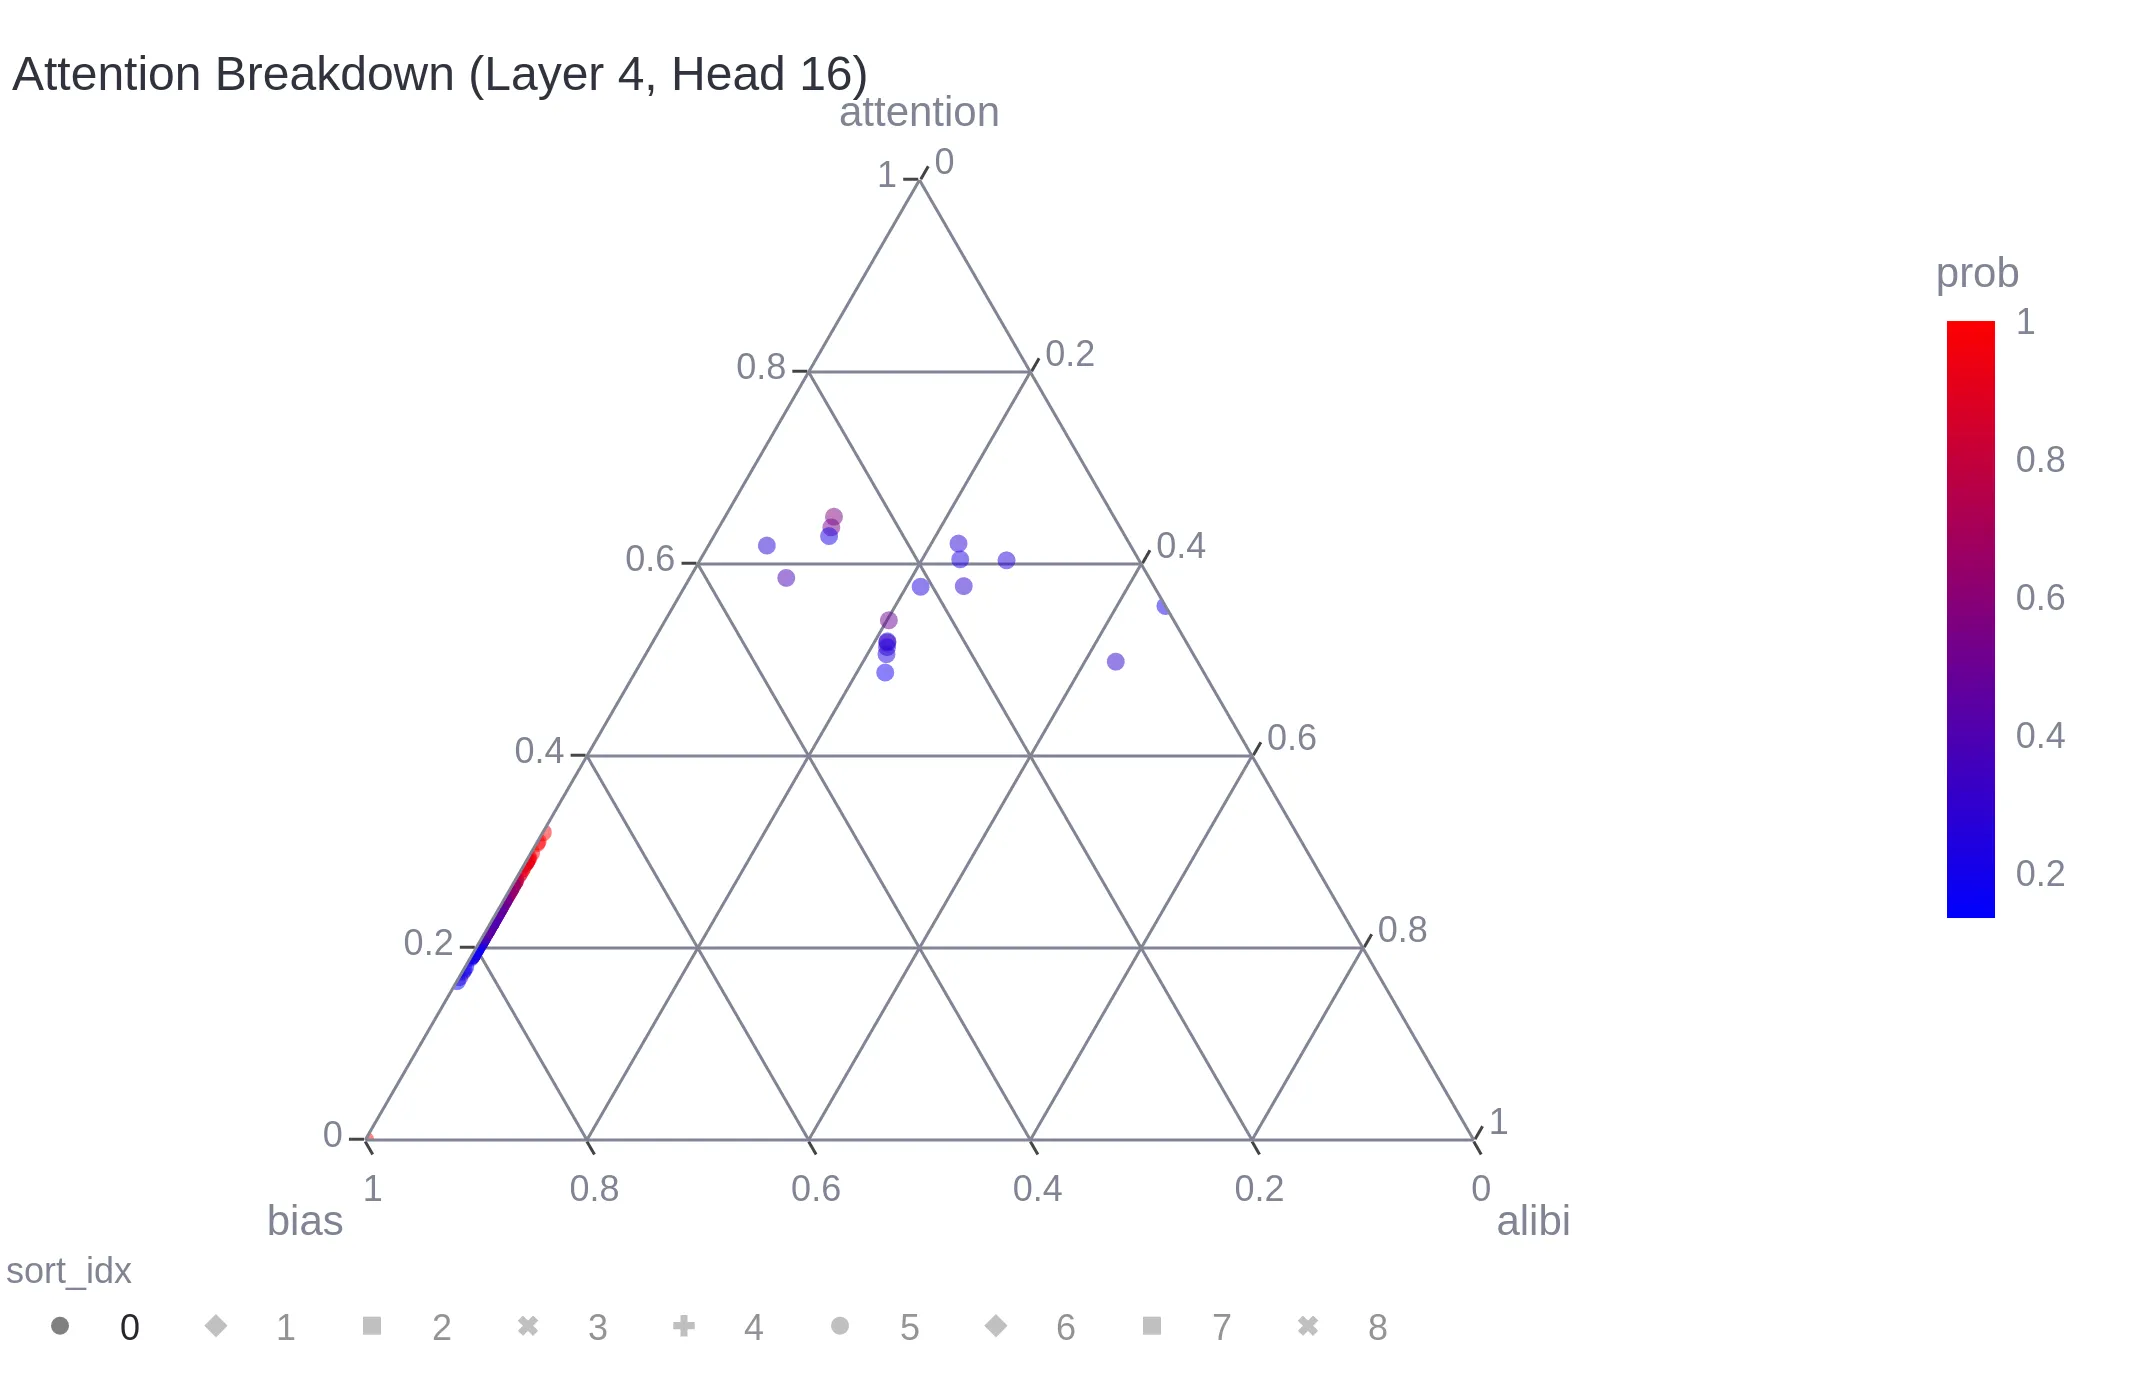 Attention Breakdown (Layer 4, Head 16)
attention
1 0
0.8 0.2
0.6 0.4
0.4 0.6
0.2 0.8
0 1
1 0.8 0.6 0.4 0.2 0
bias alibi
prob
1
0.8
0.6
0.4
0.2
sort_idx
0 1 2 3 4 5 6 7 8